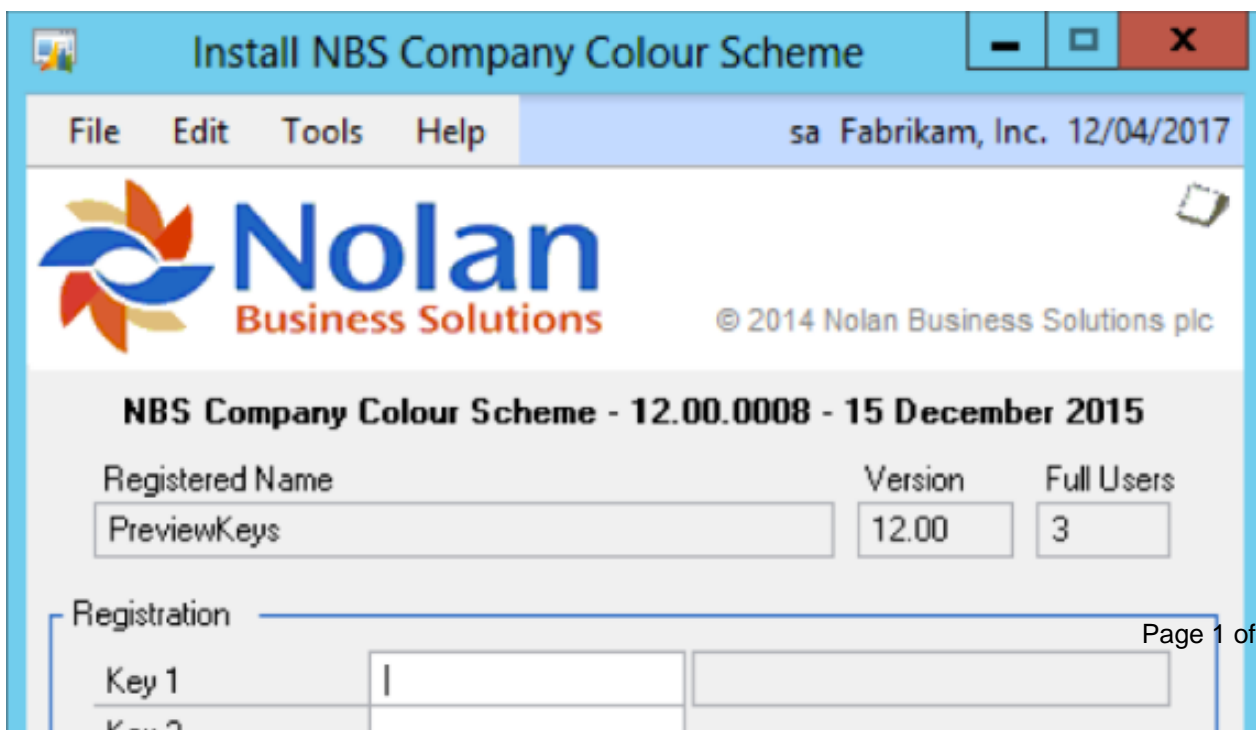 Install NBS Company Colour Scheme
File Edit Tools Help sa Fabrikam, Inc. 12/04/2017
Nolan
Business Solutions
© 2014 Nolan Business Solutions plc
NBS Company Colour Scheme - 12.00.0008 - 15 December 2015
Registered Name Version Full Users
PreviewKeys 12.00 3
Registration
Page 1 of
Key 1